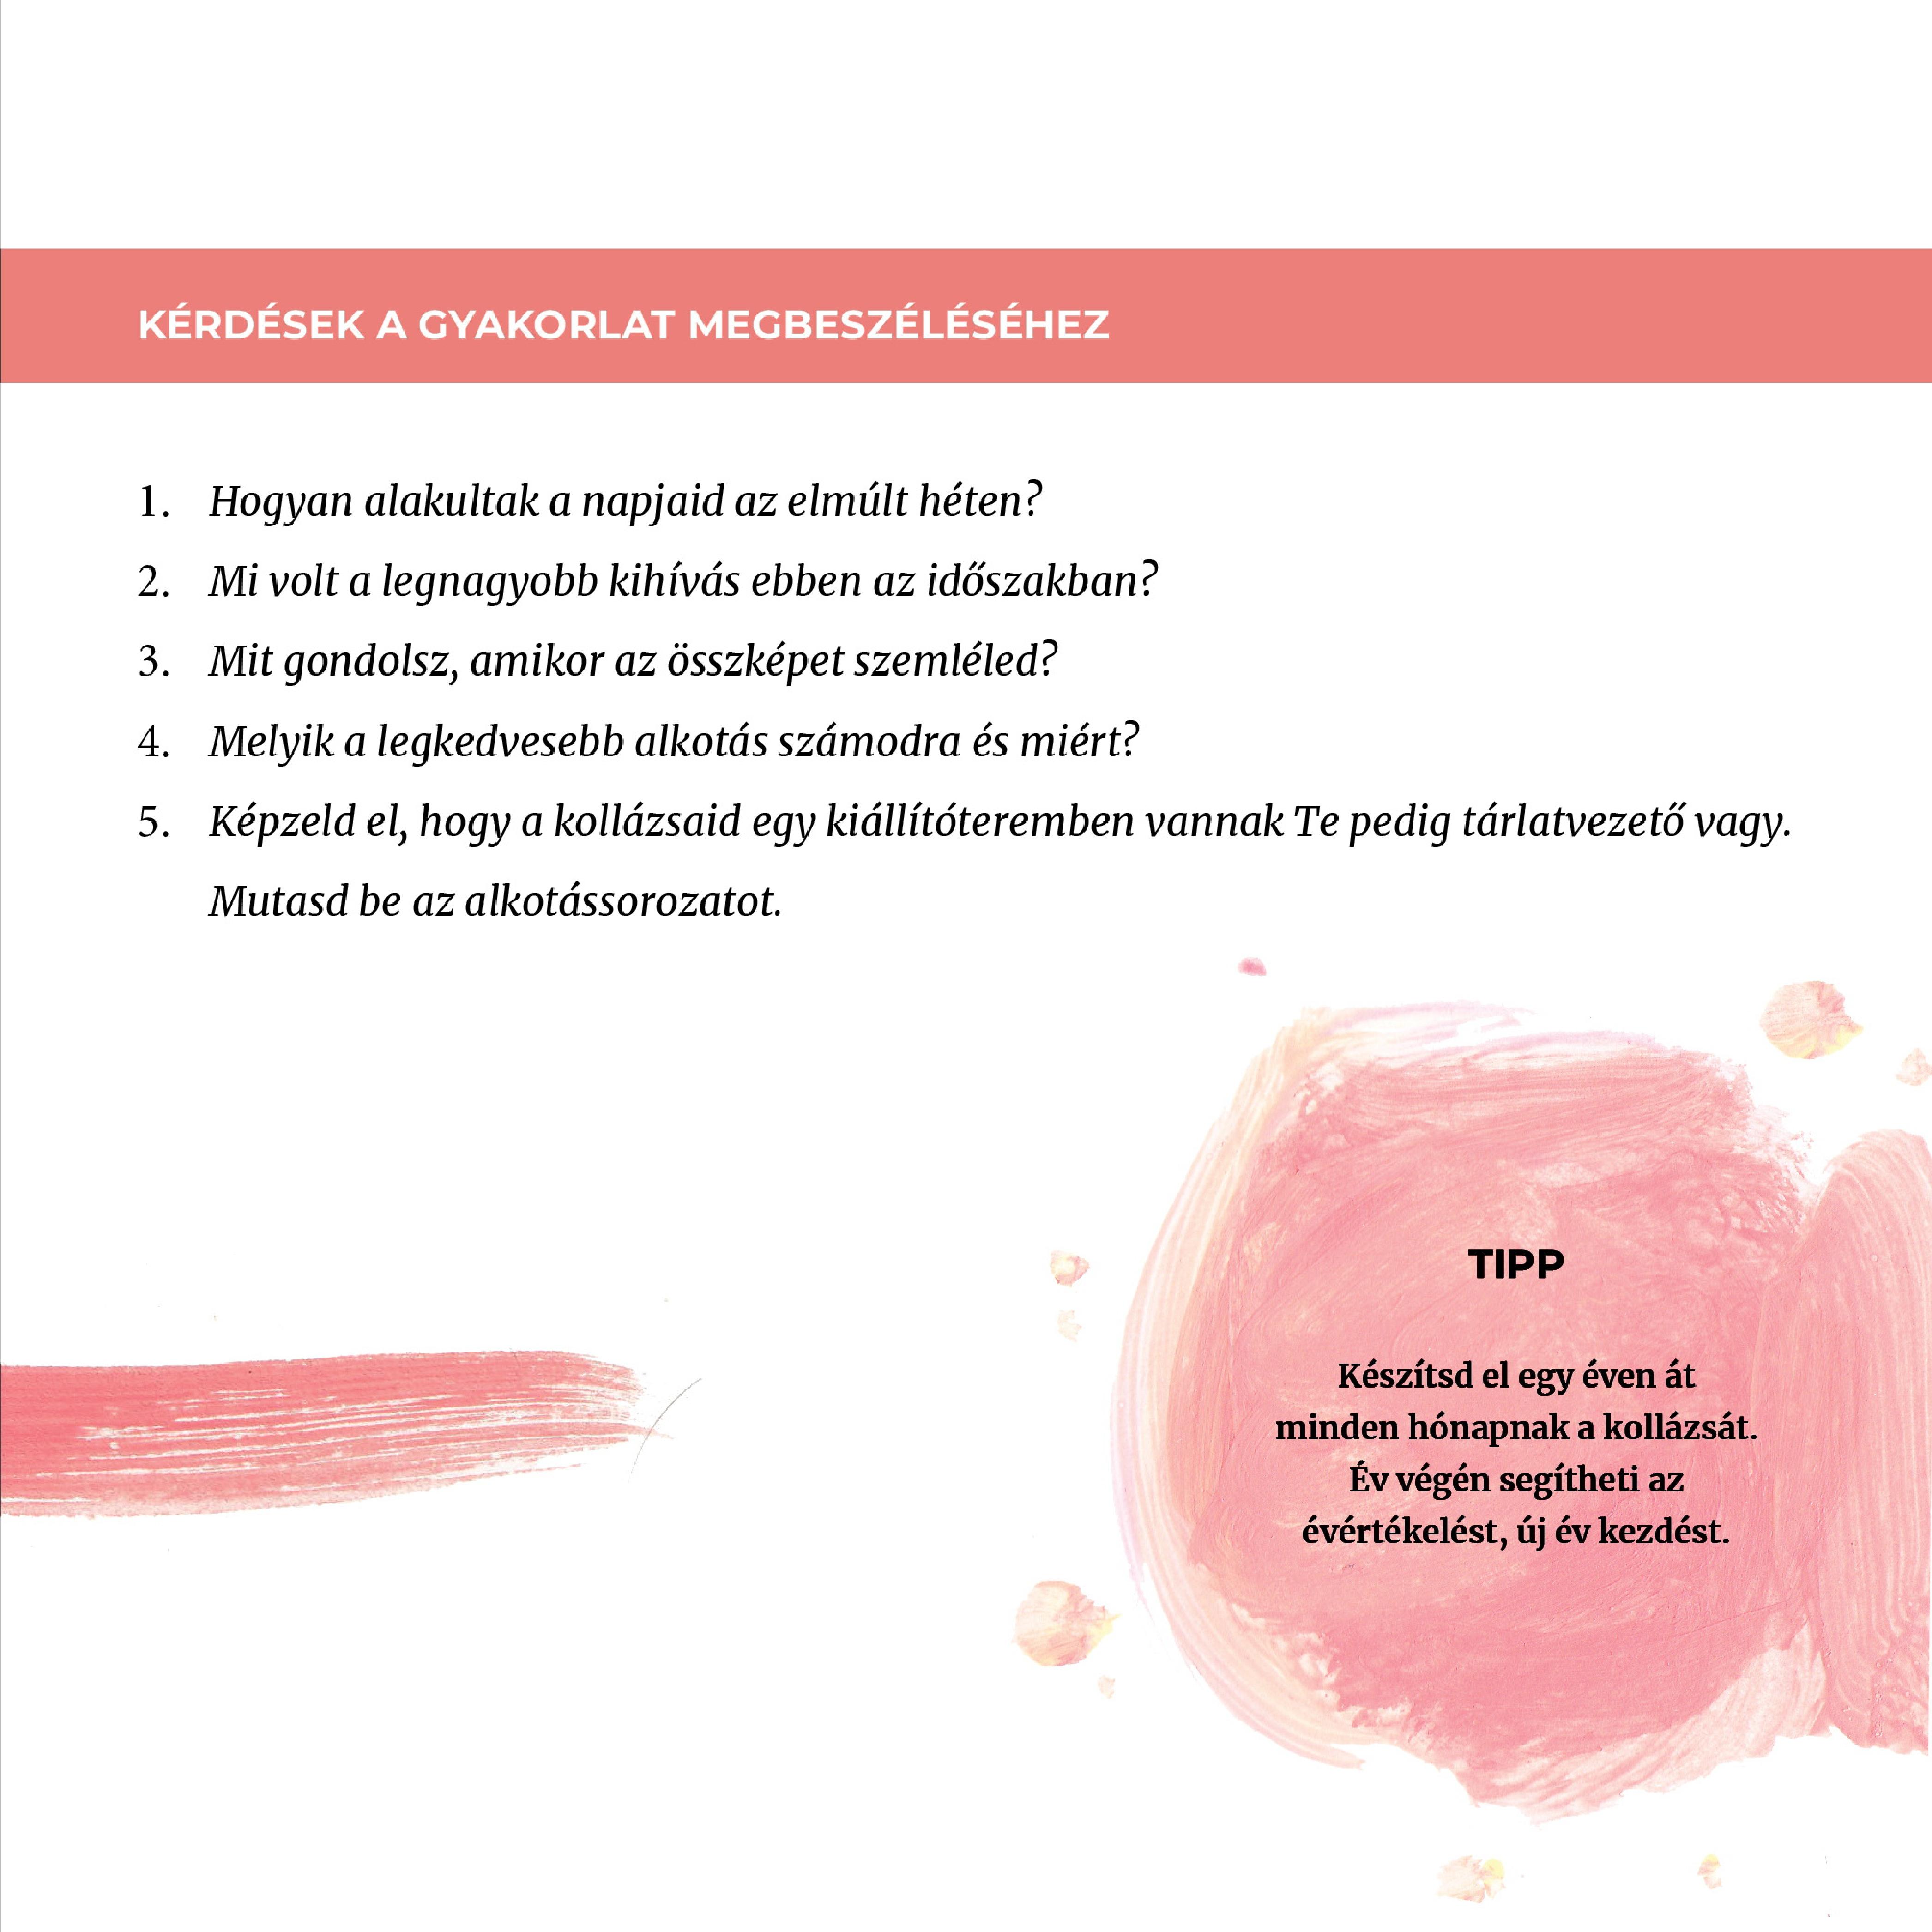 KÉRDÉSEK A GYAKORLAT MEGBESZÉLÉSÉHEZ
1. Hogyan alakultak a napjaid az elmúlt héten?
2. Mi volt a legnagyobb kihívás ebben az időszakban?
3. Mit gondolsz, amikor az összképet szemléled?
4. Melyik a legkedvesebb alkotás számodra és miért?
5. Képzeld el, hogy a kollázsaid egy kiállítóteremben vannak Te pedig tárlatvezető vagy.
Mutasd be az alkotássorozatot.
TIPP
Készítsd el egy éven át
minden hónapnak a kollázsát.
Év végén segítheti az
évértékelést, új év kezdést.